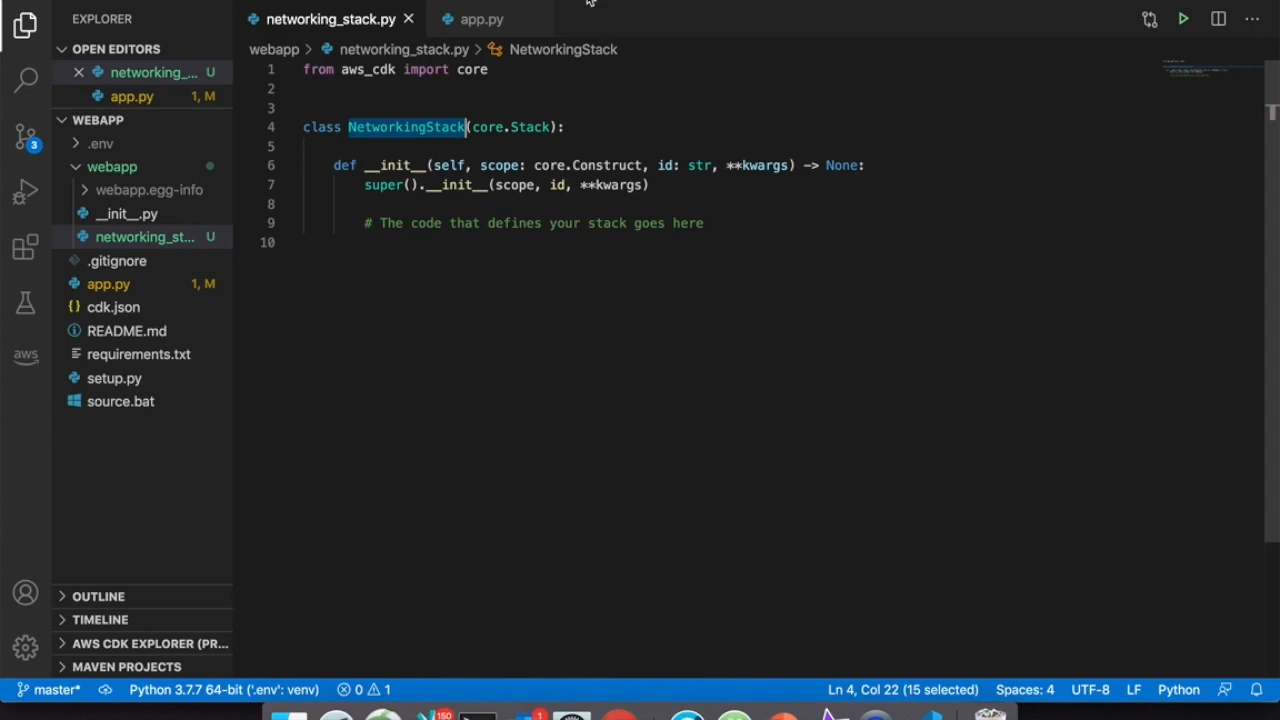 EXPLORER
networking_stack.py
app.py
OPEN EDITORS
networking_... U
app.py 1, M
webapp > networking_stack.py > NetworkingStack
WEBAPP
.env
webapp
webapp.egg-info
__init__.py
networking_st... U
.gitignore
app.py 1, M
cdk.json
README.md
requirements.txt
setup.py
source.bat
OUTLINE
TIMELINE
AWS CDK EXPLORER (PR...
MAVEN PROJECTS
3
aws
1 from aws_cdk import core
2
3
4 class NetworkingStack(core.Stack):
5
6 def __init__(self, scope: core.Construct, id: str, **kwargs) -> None:
7 super().__init__(scope, id, **kwargs)
8
9 # The code that defines your stack goes here
10
master* Python 3.7.7 64-bit ('.env': venv) 0 1 Ln 4, Col 22 (15 selected) Spaces: 4 UTF-8 LF Python
150 1